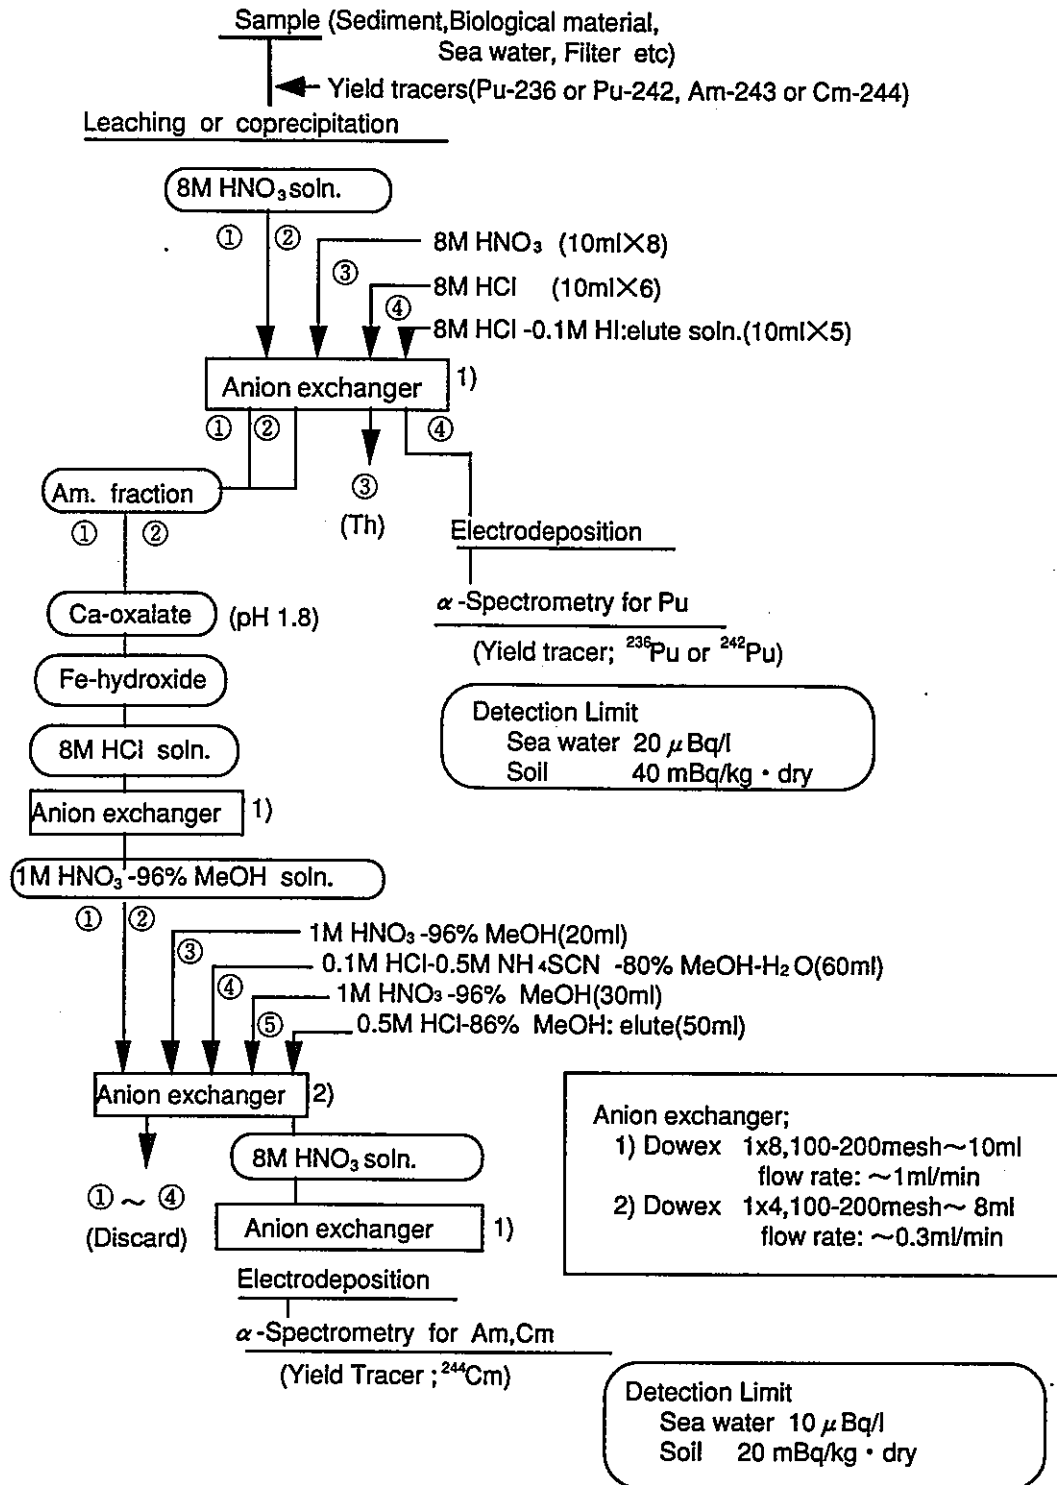 Sample (Sediment,Biological material,
Sea water, Filter etc)
Yield tracers(Pu-236 or Pu-242, Am-243 or Cm-244)
Leaching or coprecipitation
8M HNO₃ soln.
① ②
8M HNO₃ (10ml×8)
③
8M HCl (10ml×6)
④
8M HCl -0.1M HI:elute soln.(10ml×5)
Anion exchanger 1)
① ② ④
Am. fraction
③
(Th)
① ②
Electrodeposition
Ca-oxalate (pH 1.8)
α-Spectrometry for Pu
(Yield tracer; ²³⁶Pu or ²⁴²Pu)
Fe-hydroxide
Detection Limit
Sea water 20 μBq/l
Soil 40 mBq/kg・dry
8M HCl soln.
Anion exchanger 1)
1M HNO₃ -96% MeOH soln.
① ②
1M HNO₃ -96% MeOH(20ml)
③
0.1M HCl-0.5M NH₄SCN -80% MeOH-H₂O(60ml)
④
1M HNO₃ -96% MeOH(30ml)
⑤
0.5M HCl-86% MeOH: elute(50ml)
Anion exchanger 2)
8M HNO₃ soln.
① ~ ④
(Discard)
Anion exchanger 1)
Anion exchanger;
1) Dowex 1x8,100-200mesh~10ml
flow rate: ~1ml/min
2) Dowex 1x4,100-200mesh~ 8ml
flow rate: ~0.3ml/min
Electrodeposition
α-Spectrometry for Am,Cm
(Yield Tracer ; ²⁴⁴Cm)
Detection Limit
Sea water 10 μBq/l
Soil 20 mBq/kg・dry